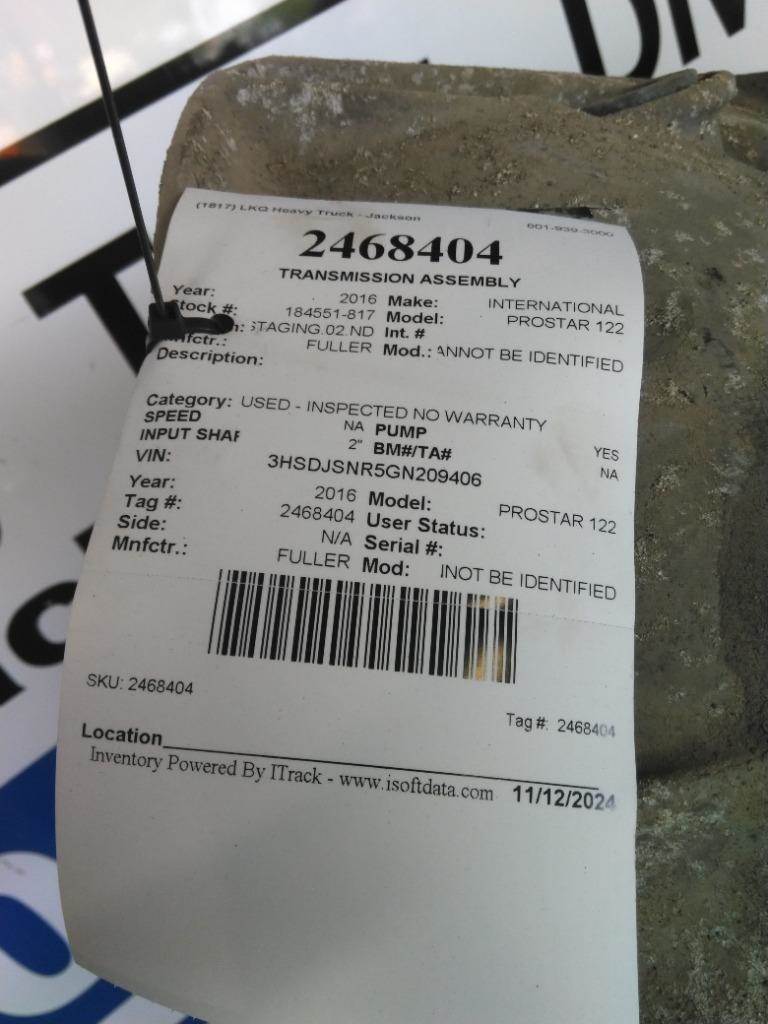 (1817) LKQ Heavy Truck - Jackson 601-939-3000
2468404
TRANSMISSION ASSEMBLY
Year: 2016 Make: INTERNATIONAL
Stock #: 184551-817 Model: PROSTAR 122
n: STAGING.02.ND Int. #
Mnfctr.: FULLER Mod.: ANNOT BE IDENTIFIED
Description:
Category: USED - INSPECTED NO WARRANTY
SPEED NA PUMP YES
INPUT SHAF 2" BM#/TA# NA
VIN: 3HSDJSNR5GN209406
Year: 2016 Model: PROSTAR 122
Tag #: 2468404 User Status:
Side: N/A Serial #:
Mnfctr.: FULLER Mod: INOT BE IDENTIFIED
SKU: 2468404 Tag #: 2468404
Location
Inventory Powered By ITrack - www.isoftdata.com 11/12/2024